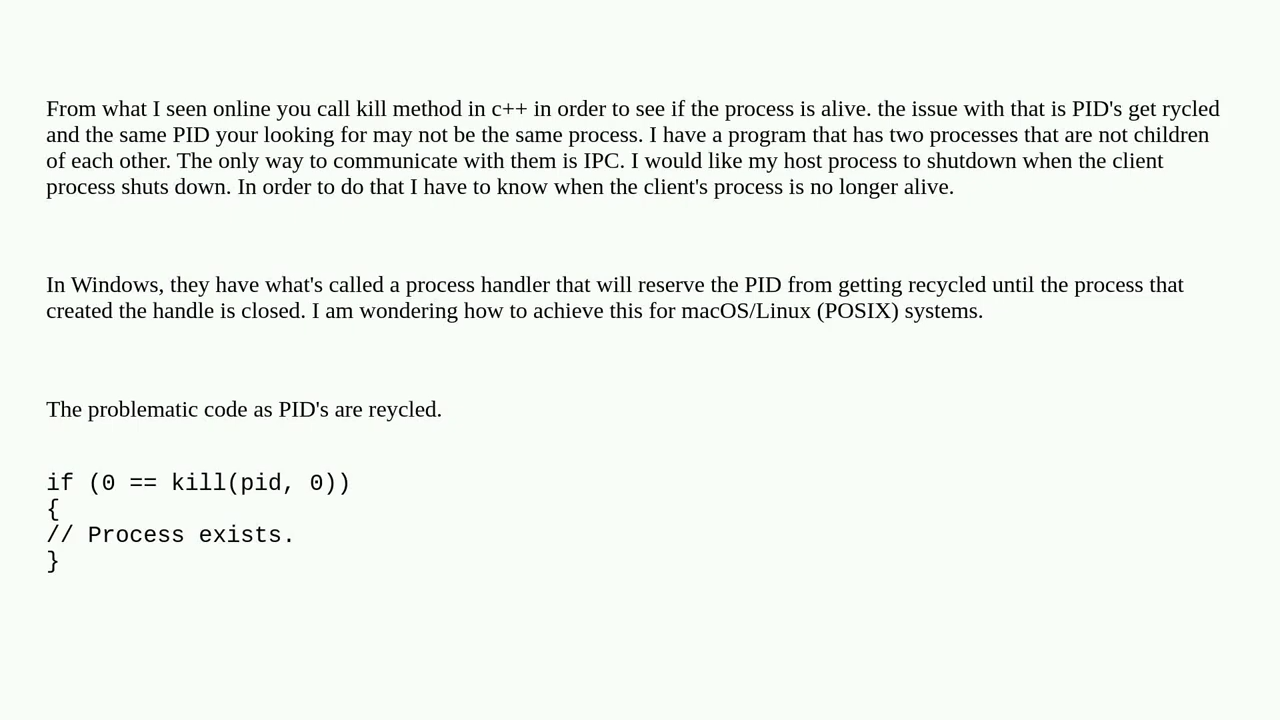 From what I seen online you call kill method in c++ in order to see if the process is alive. the issue with that is PID's get rycled
and the same PID your looking for may not be the same process. I have a program that has two processes that are not children
of each other. The only way to communicate with them is IPC. I would like my host process to shutdown when the client
process shuts down. In order to do that I have to know when the client's process is no longer alive.
In Windows, they have what's called a process handler that will reserve the PID from getting recycled until the process that
created the handle is closed. I am wondering how to achieve this for macOS/Linux (POSIX) systems.
The problematic code as PID's are reycled.
if (0 == kill(pid, 0))
{
// Process exists.
}